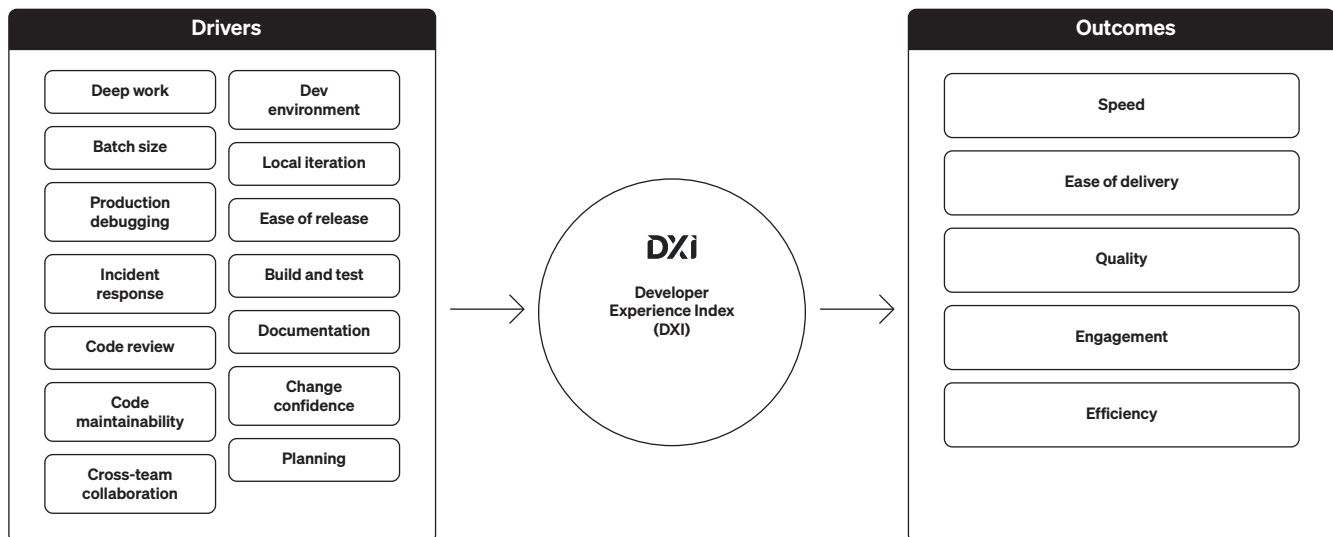 Drivers
Deep work
Batch size
Production
debugging
Incident
response
Code review
Code
maintainability
Cross-team
collaboration
Dev
environment
Local iteration
Ease of release
Build and test
Documentation
Change
confidence
Planning
DXi
Developer
Experience Index
(DXI)
Outcomes
Speed
Ease of delivery
Quality
Engagement
Efficiency